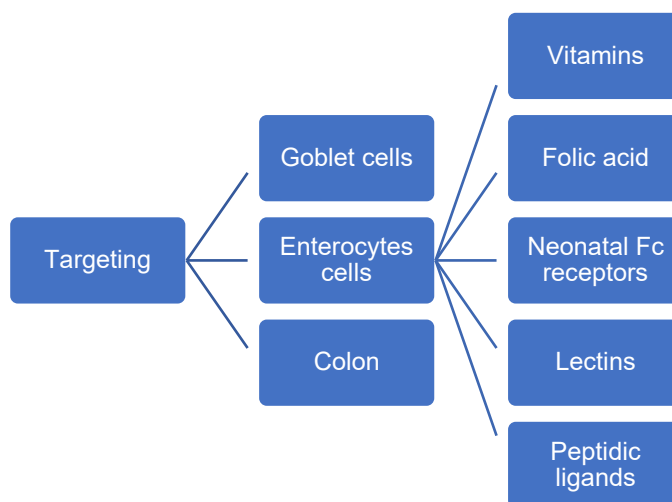 Targeting
Goblet cells
Enterocytes
cells
Colon
Vitamins
Folic acid
Neonatal Fc
receptors
Lectins
Peptidic
ligands